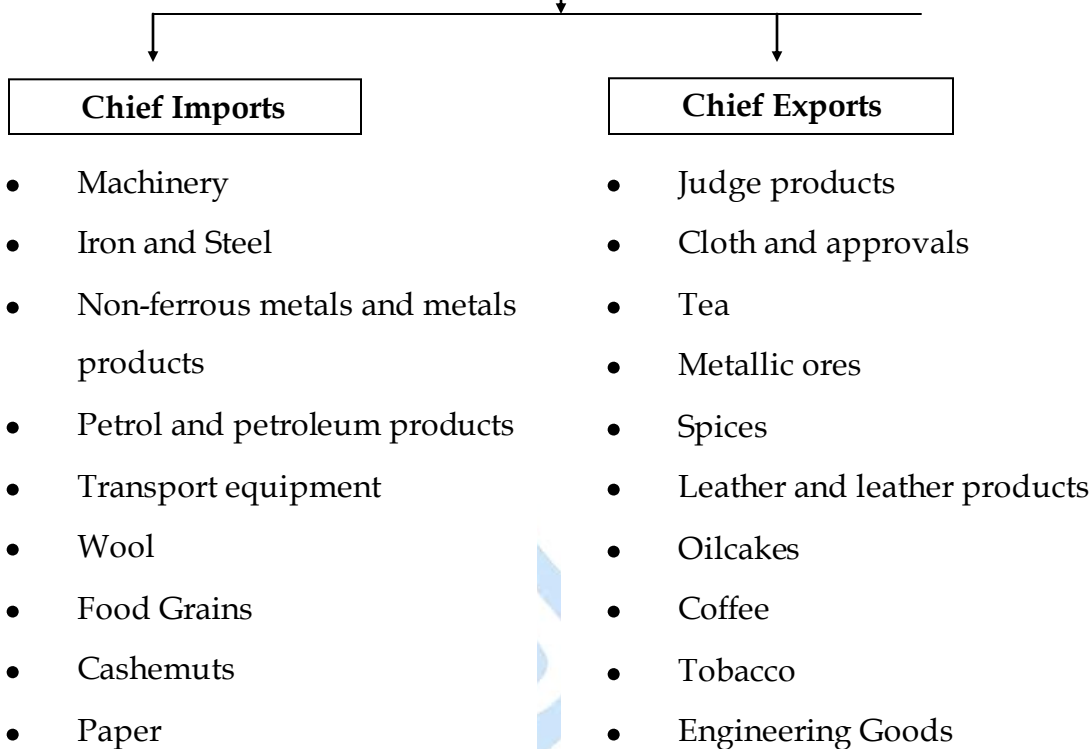 Chief Imports
Machinery
Iron and Steel
Non-ferrous metals and metals
products
Petrol and petroleum products
Transport equipment
Wool
Food Grains
Cashemuts
Paper
Chief Exports
Judge products
Cloth and approvals
Tea
Metallic ores
Spices
Leather and leather products
Oilcakes
Coffee
Tobacco
Engineering Goods